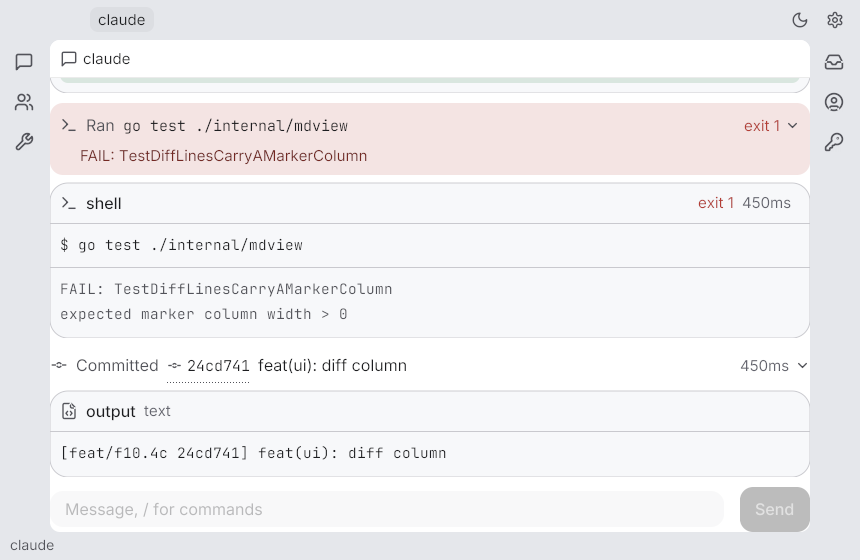 claude
claude
Ran go test ./internal/mdview exit 1
FAIL: TestDiffLinesCarryAMarkerColumn
shell exit 1 450ms
$ go test ./internal/mdview
FAIL: TestDiffLinesCarryAMarkerColumn
expected marker column width > 0
Committed 24cd741 feat(ui): diff column 450ms
output text
[feat/f10.4c 24cd741] feat(ui): diff column
Message, / for commands Send
claude